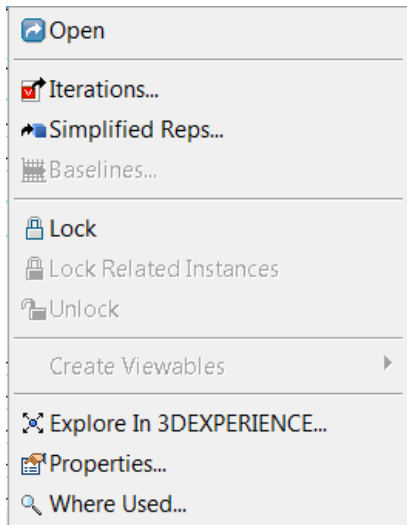 Open
Iterations...
Simplified Reps...
Baselines...
Lock
Lock Related Instances
Unlock
Create Viewables
Explore In 3DEXPERIENCE...
Properties...
Where Used...